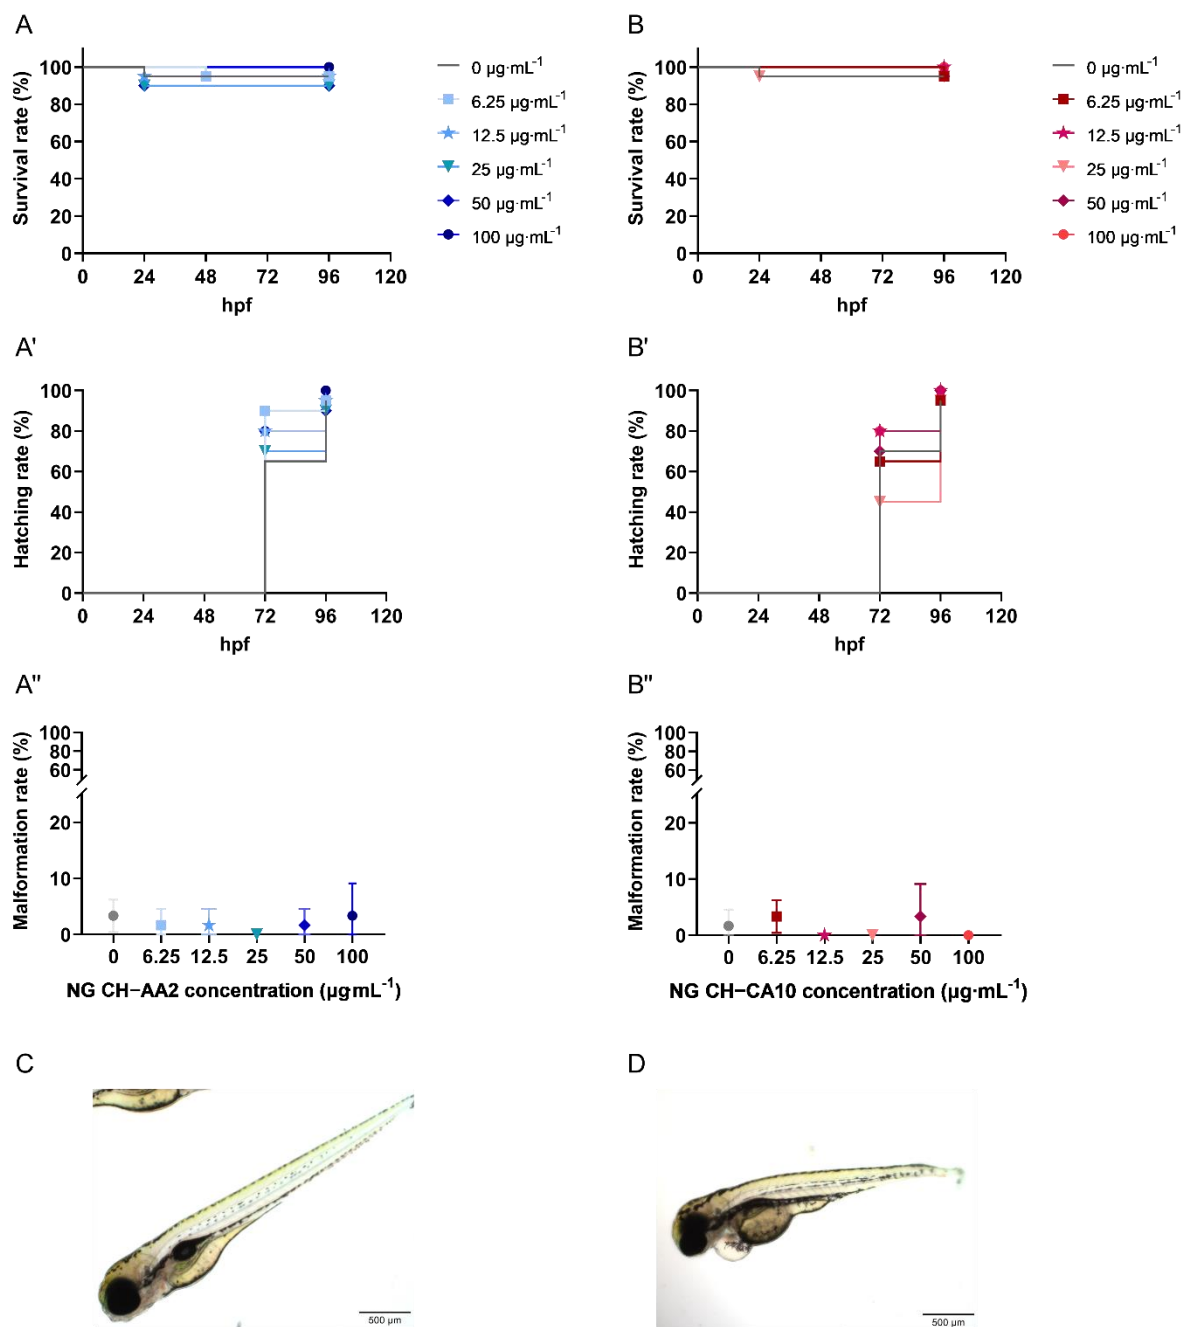 A
B
Survival rate (%)
100
80
60
40
20
0
0 24 48 72 96 120
hpf
0 µg·mL⁻¹
6.25 µg·mL⁻¹
12.5 µg·mL⁻¹
25 µg·mL⁻¹
50 µg·mL⁻¹
100 µg·mL⁻¹
Survival rate (%)
100
80
60
40
20
0
0 24 48 72 96 120
hpf
0 µg·mL⁻¹
6.25 µg·mL⁻¹
12.5 µg·mL⁻¹
25 µg·mL⁻¹
50 µg·mL⁻¹
100 µg·mL⁻¹
A'
B'
Hatching rate (%)
100
80
60
40
20
0
0 24 48 72 96 120
hpf
Hatching rate (%)
100
80
60
40
20
0
0 24 48 72 96 120
hpf
A"
B"
Malformation rate (%)
100
80
60
20
10
0
0 6.25 12.5 25 50 100
NG CH−AA2 concentration (µgmL⁻¹)
Malformation rate (%)
100
80
60
20
10
0
0 6.25 12.5 25 50 100
NG CH−CA10 concentration (µg·mL⁻¹)
C
D
500 µm
500 µm